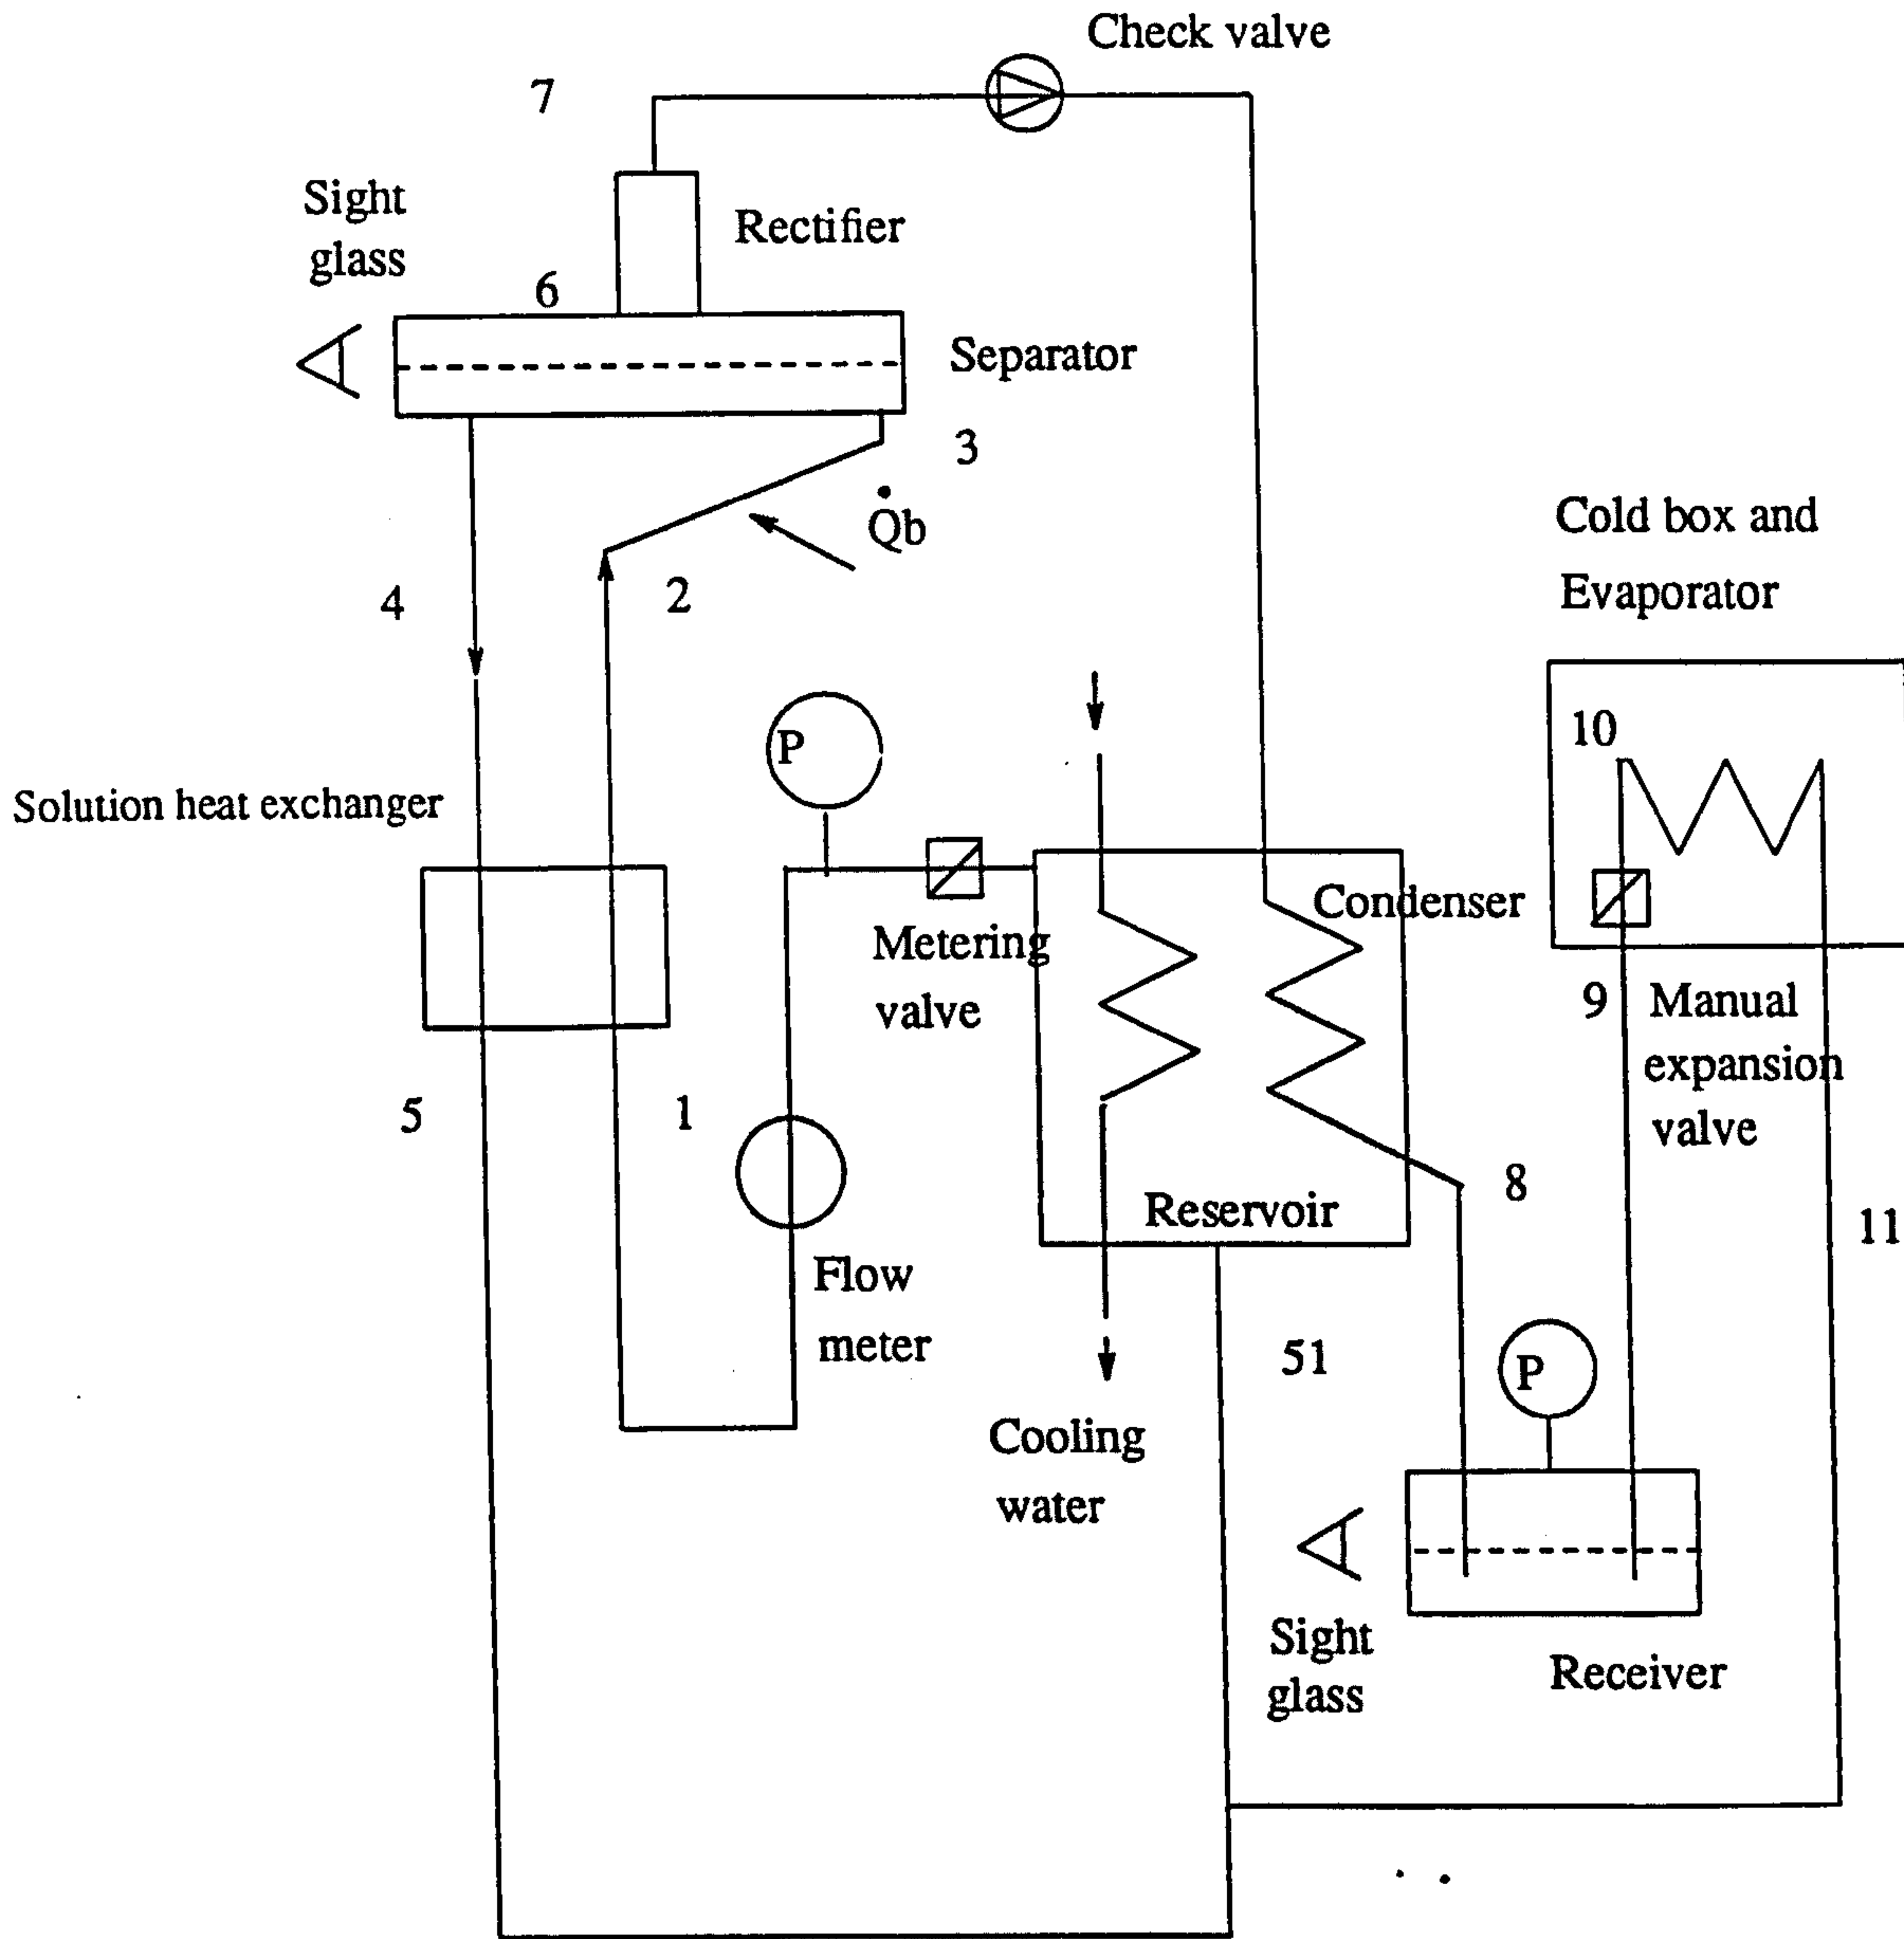 Check valve
7
Sight
glass
Rectifier
6
Separator
3
Q̇b
Cold box and
Evaporator
4
2
10
P
Solution heat exchanger
Condenser
Metering
valve
9
Manual
expansion
valve
5
1
8
Reservoir
11
Flow
meter
51
P
Cooling
water
Sight
glass
Receiver